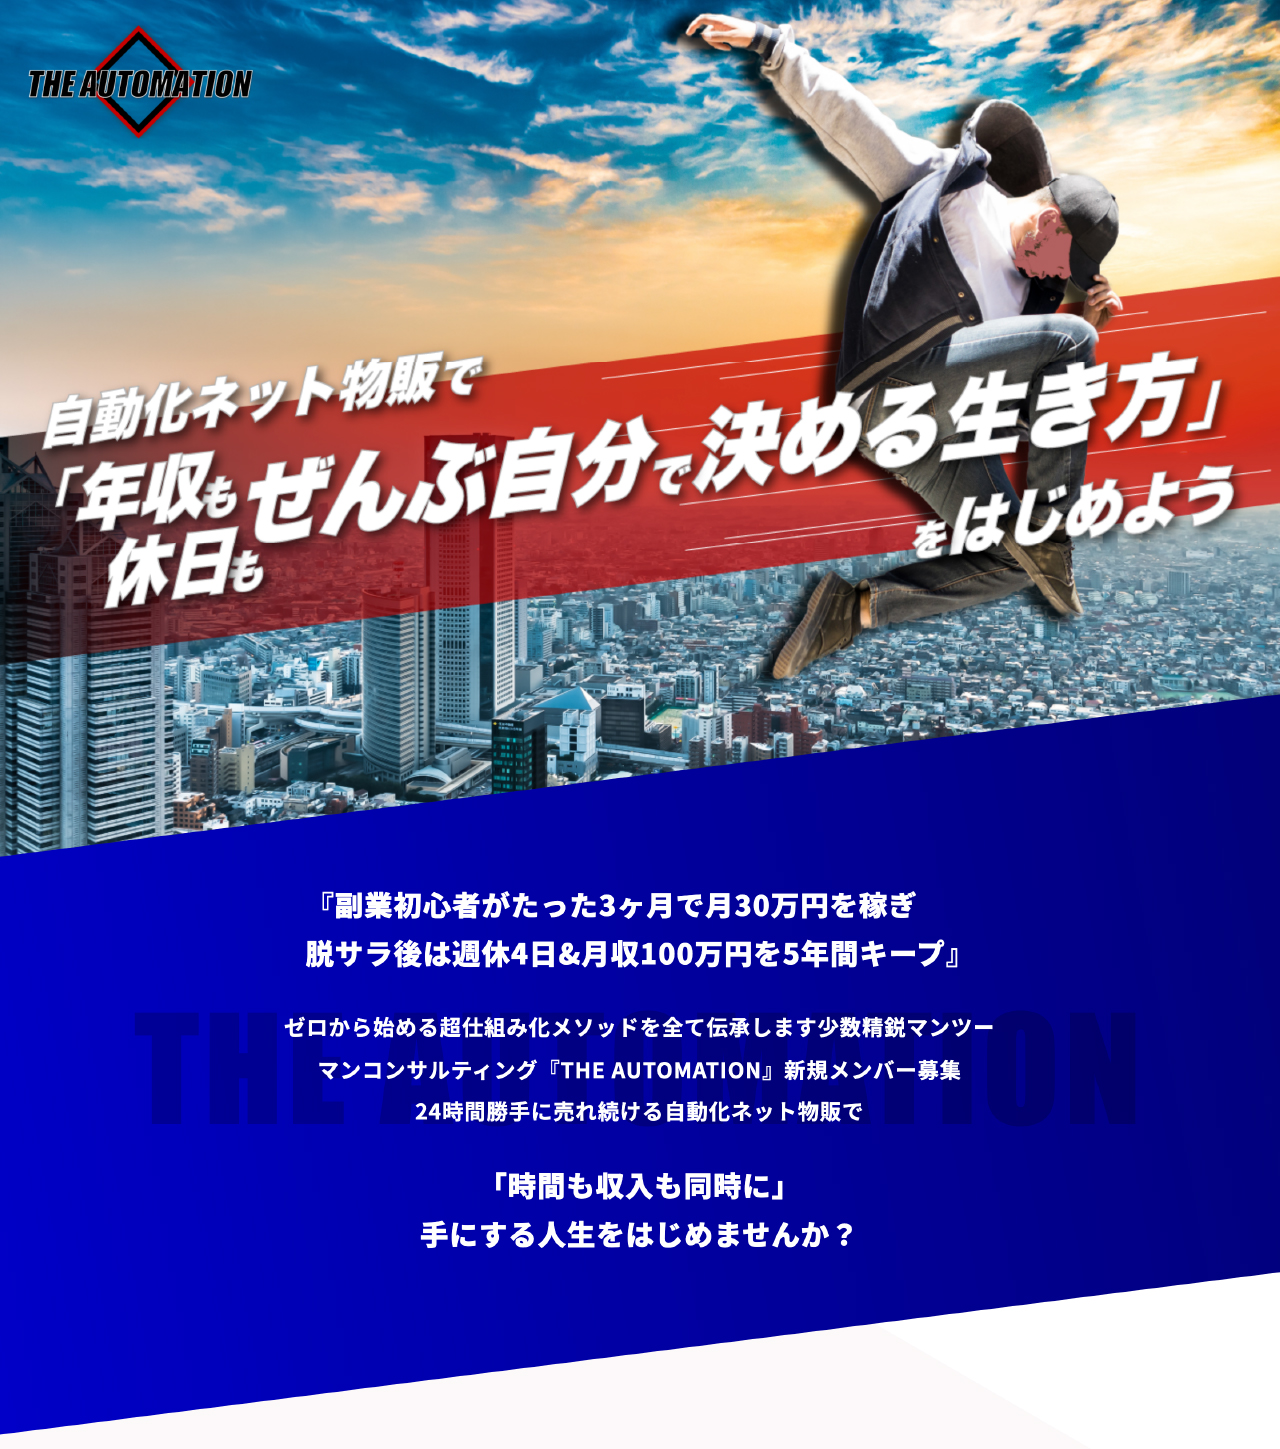 THE AUTOMATION
自動化ネット物販で
「年収も
休日も
ぜんぶ自分で決める生き方」
をはじめよう
『副業初心者がたった3ヶ月で月30万円を稼ぎ
脱サラ後は週休4日&月収100万円を5年間キープ』
THE AUTOMATION
ゼロから始める超仕組み化メソッドを全て伝承します少数精鋭マンツー
マンコンサルティング『THE AUTOMATION』新規メンバー募集
24時間勝手に売れ続ける自動化ネット物販で
「時間も収入も同時に」
手にする人生をはじめませんか？